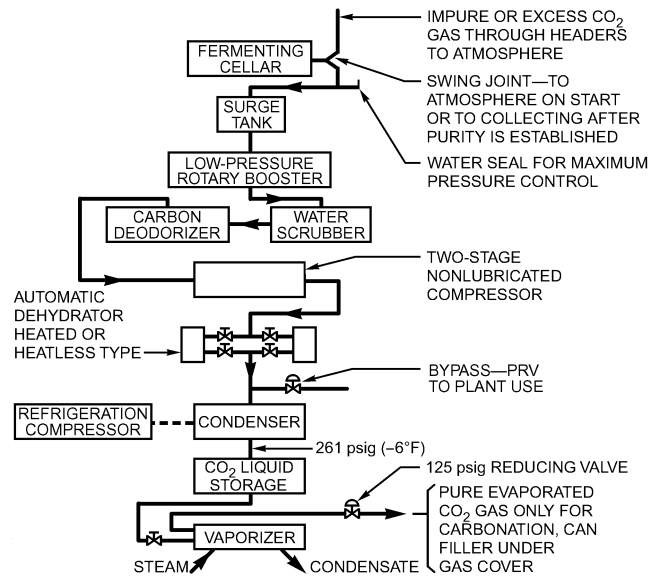 IMPURE OR EXCESS CO2
GAS THROUGH HEADERS
TO ATMOSPHERE
FERMENTING
CELLAR
SWING JOINT—TO
ATMOSPHERE ON START
OR TO COLLECTING AFTER
PURITY IS ESTABLISHED
SURGE
TANK
WATER SEAL FOR MAXIMUM
PRESSURE CONTROL
LOW-PRESSURE
ROTARY BOOSTER
CARBON
DEODORIZER
WATER
SCRUBBER
TWO-STAGE
NONLUBRICATED
COMPRESSOR
AUTOMATIC
DEHYDRATOR
HEATED OR
HEATLESS TYPE
BYPASS—PRV
TO PLANT USE
REFRIGERATION
COMPRESSOR
CONDENSER
261 psig (–6°F)
CO2 LIQUID
STORAGE
125 psig REDUCING VALVE
PURE EVAPORATED
CO2 GAS ONLY FOR
CARBONATION, CAN
FILLER UNDER
GAS COVER
VAPORIZER
STEAM
CONDENSATE